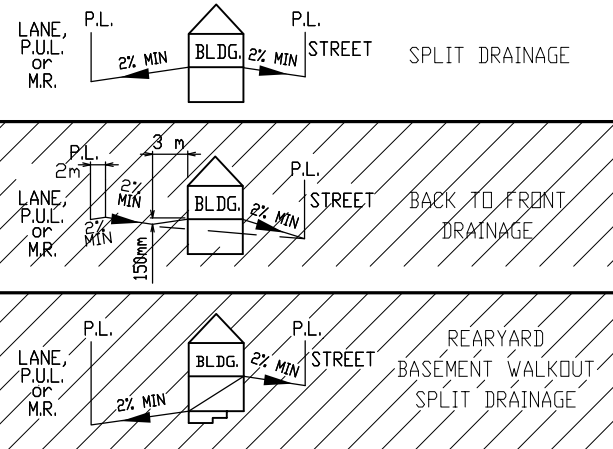 P.L.
P.L.
LANE,
P.U.L.
or
M.R.
2% MIN
BLDG.
2% MIN
STREET
SPLIT DRAINAGE
3 m
P.L.
2m
P.L.
LANE,
P.U.L.
or
M.R.
2%
MIN
2%
MIN
150mm
BLDG.
2% MIN
STREET
BACK TO FRONT
DRAINAGE
P.L.
P.L.
LANE,
P.U.L.
or
M.R.
2% MIN
BLDG.
2% MIN
STREET
REARYARD
BASEMENT WALKOUT
SPLIT DRAINAGE